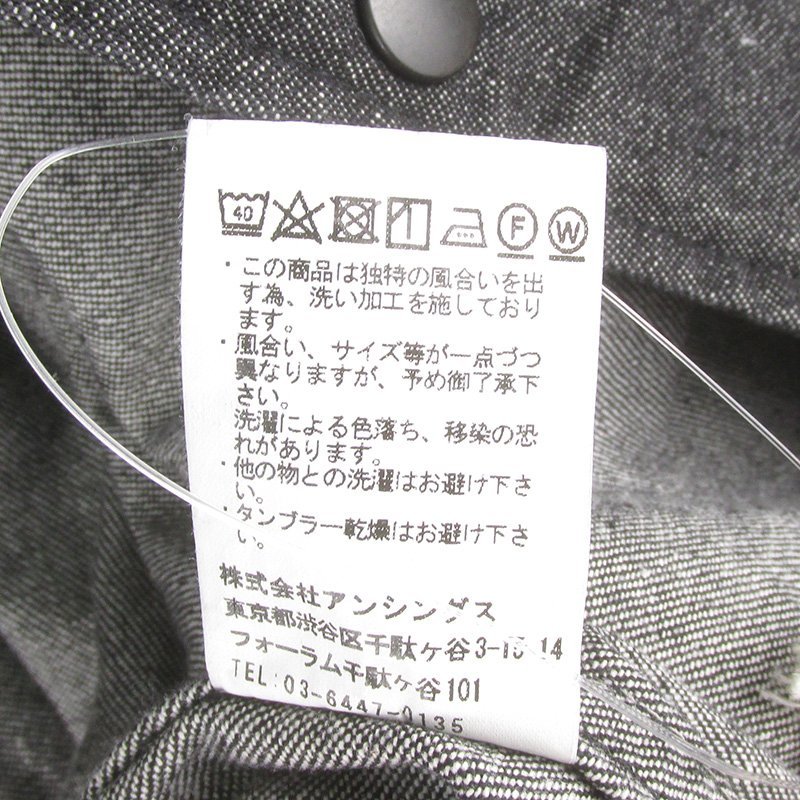 40 F W
・この商品は独特の風合いを出
す為、洗い加工を施しており
ます。
・風合い、サイズ等が一点づつ
異なりますが、予め御了承下
さい。
洗濯による色落ち、移染の恐
れがあります。
・他の物との洗濯はお避け下さ
い。
・タンブラー乾燥はお避け下さ
い。
株式会社アンシングス
東京都渋谷区千駄ヶ谷3-15-14
フォーラム千駄ヶ谷101
TEL:03-6447-0135